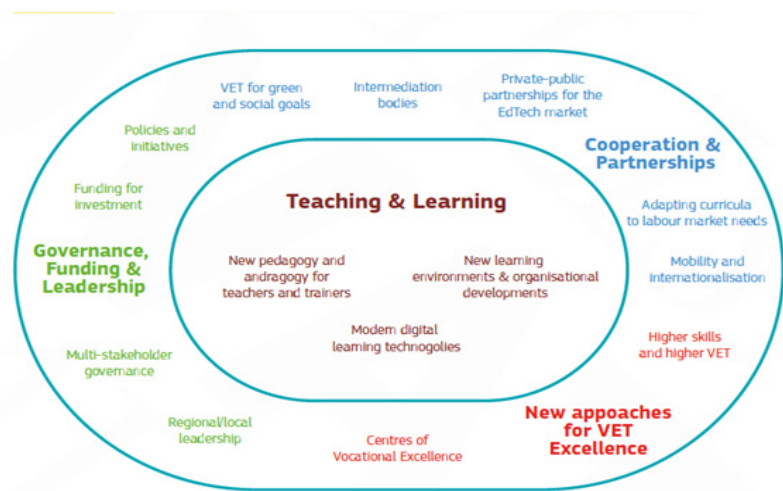 VET for green
and social goals
Intermediation
bodies
Private-public
partnerships for the
EdTech market
Policies and
initiatives
Cooperation &
Partnerships
Funding for
investment
Teaching & Learning
Adapting curricula
to labour market needs
Governance,
Funding &
Leadership
New pedagogy and
andragogy for
teachers and trainers
New learning
environments & organisational
developments
Mobility and
internationalisation
Modern digital
learning technogolies
Higher skills
and higher VET
Multi-stakeholder
governance
Regional/local
leadership
Centres of
Vocational Excellence
New appoaches
for VET
Excellence